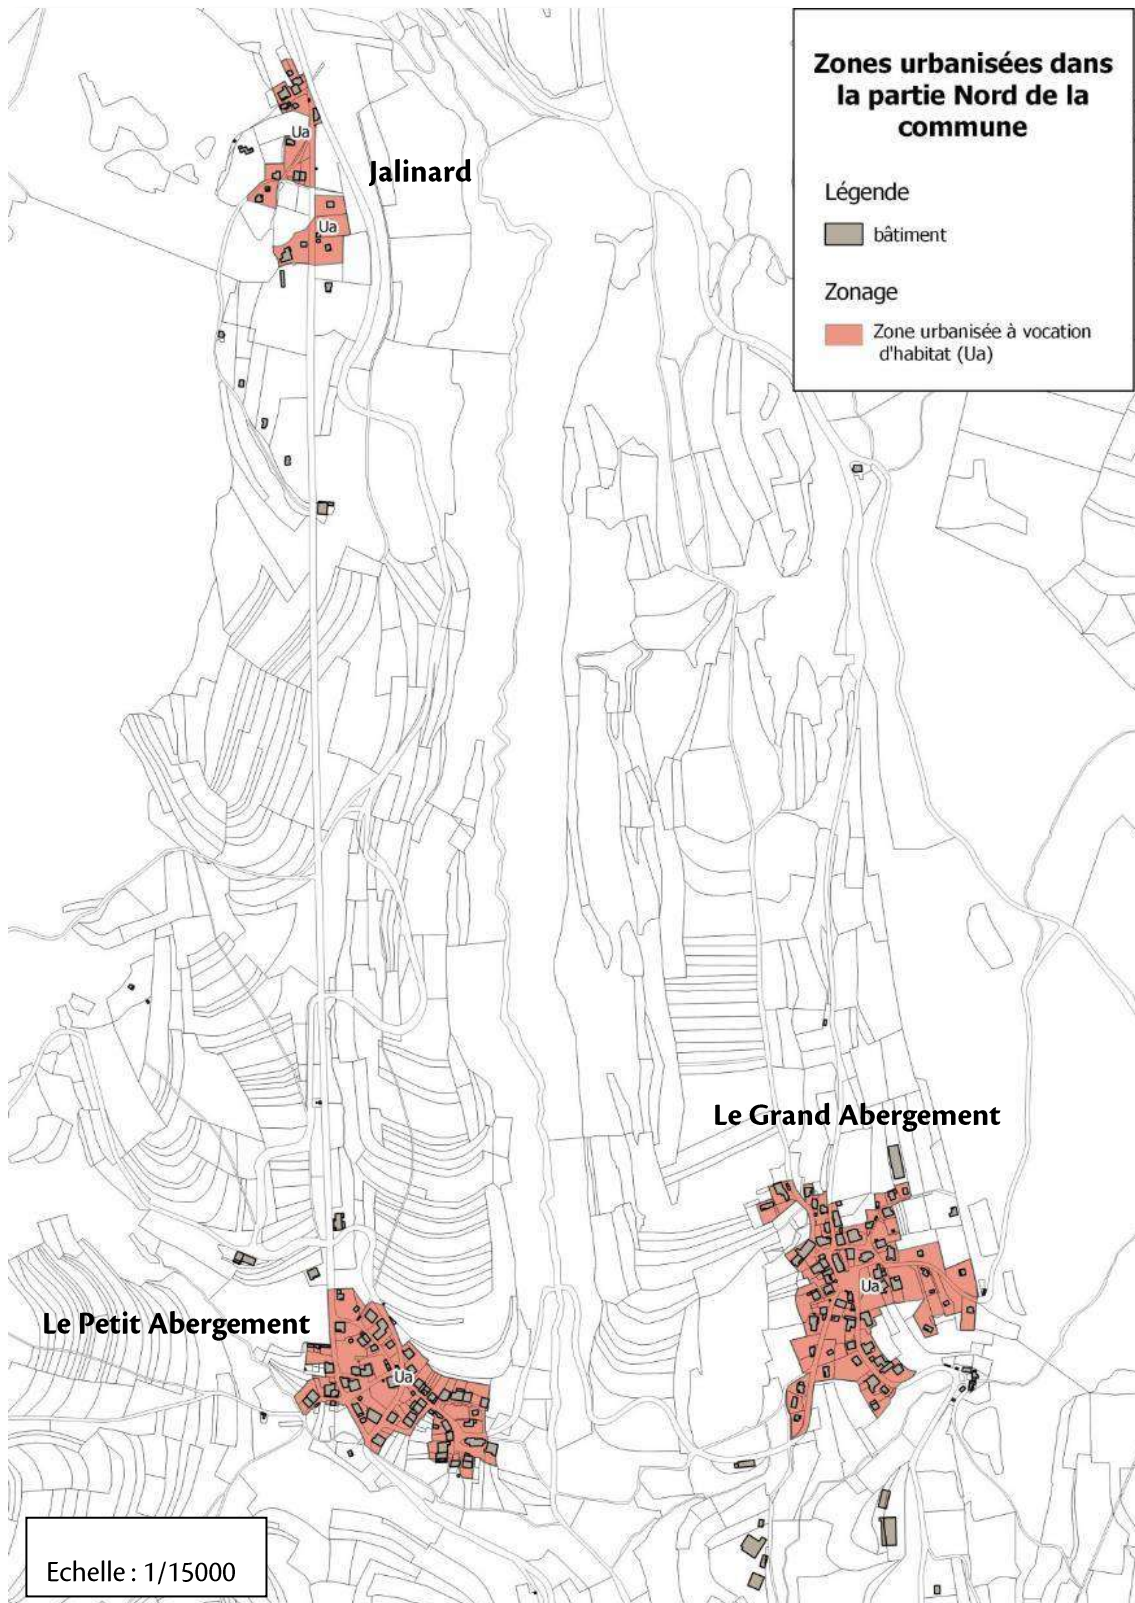 Zones urbanisées dans
la partie Nord de la
commune
Légende
bâtiment
Zonage
Zone urbanisée à vocation
d'habitat (Ua)
Ua
Jalinard
Ua
Le Grand Abergement
Ua
Le Petit Abergement
Ua
Echelle : 1/15000